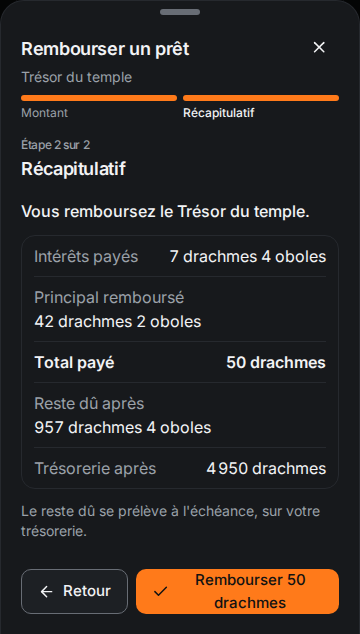 Rembourser un prêt
Trésor du temple
Montant
Récapitulatif
Étape 2 sur 2
Récapitulatif
Vous remboursez le Trésor du temple.
Intérêts payés 7 drachmes 4 oboles
Principal remboursé
42 drachmes 2 oboles
Total payé 50 drachmes
Reste dû après
957 drachmes 4 oboles
Trésorerie après 4 950 drachmes
Le reste dû se prélève à l'échéance, sur votre
trésorerie.
Retour
Rembourser 50
drachmes